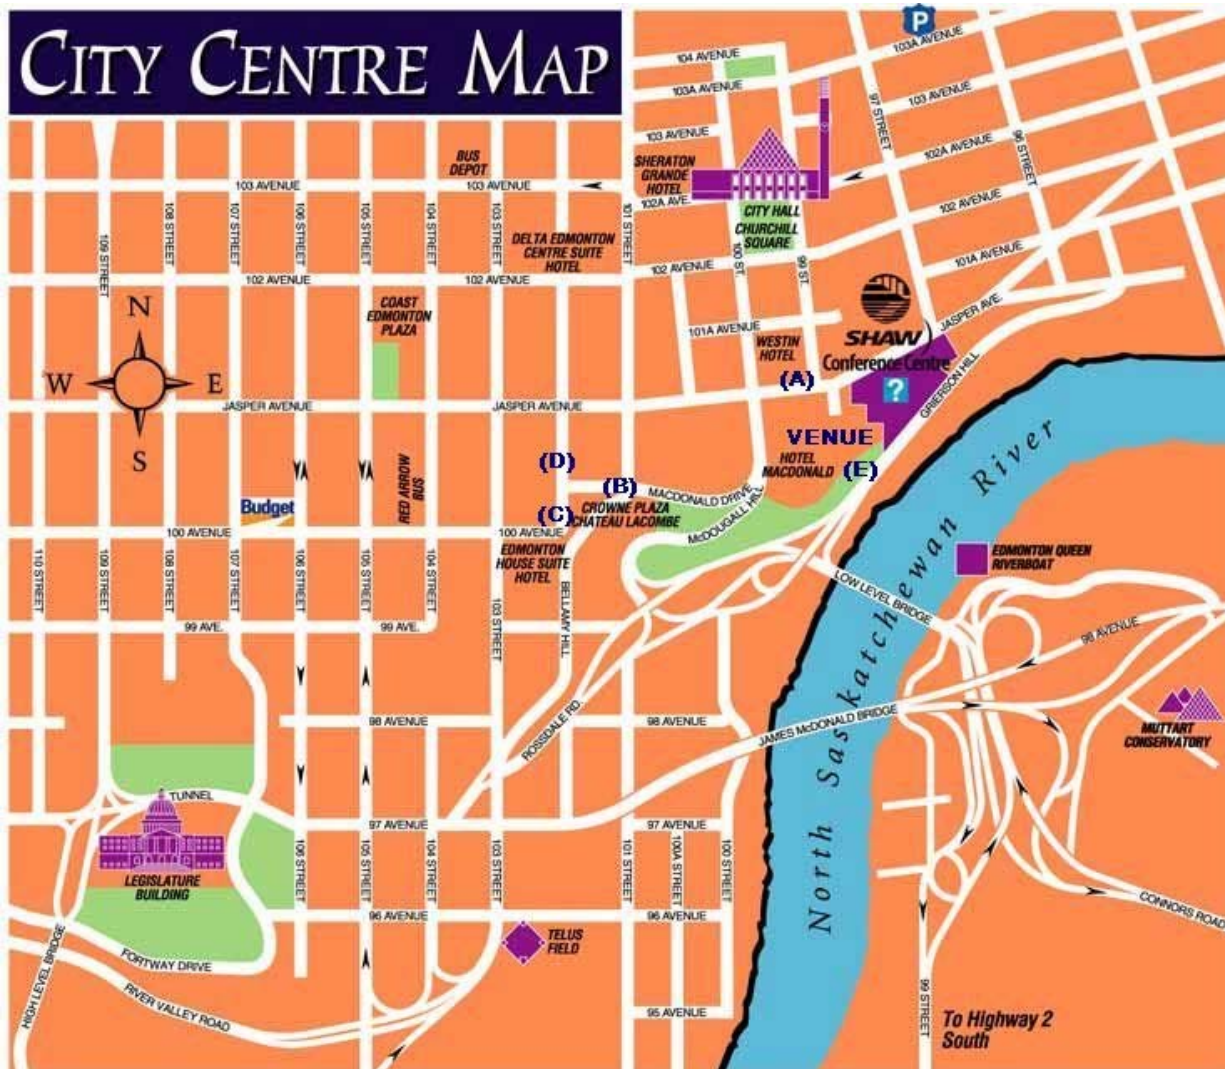 CITY CENTRE MAP
P
104 AVENUE
103A AVENUE
103A AVENUE
103 AVENUE
103 AVENUE
97 STREET
96 STREET
102A AVENUE
BUS
DEPOT
103 AVENUE
103 AVENUE
SHERATON
GRANDE
HOTEL
102A AVE.
CITY HALL
CHURCHILL
SQUARE
102 AVENUE
109 STREET
108 STREET
107 STREET
106 STREET
105 STREET
104 STREET
103 STREET
101 STREET
DELTA EDMONTON
CENTRE SUITE
HOTEL
100 ST.
99 ST.
101A AVENUE
102 AVENUE
102 AVENUE
102 AVENUE
N
W
E
S
COAST
EDMONTON
PLAZA
101A AVENUE
WESTIN
HOTEL
SHAW
Conference Centre
JASPER AVE.
?
GRIERSON HILL
(A)
JASPER AVENUE
JASPER AVENUE
VENUE
HOTEL
MACDONALD
(E)
(D)
(B)
(C)
RED ARROW
BUS
MACDONALD DRIVE
McDOUGALL HILL
CROWNE PLAZA
CHATEAU LACOMBE
Budget
100 AVENUE
100 AVENUE
EDMONTON
HOUSE SUITE
HOTEL
North Saskatchewan River
EDMONTON QUEEN
RIVERBOAT
LOW LEVEL BRIDGE
110 STREET
109 STREET
108 STREET
107 STREET
106 STREET
105 STREET
104 STREET
103 STREET
BELLAMY HILL
99 AVE.
99 AVE.
98 AVENUE
ROSSDALE RD.
98 AVENUE
98 AVENUE
JAMES McDONALD BRIDGE
MUTTART
CONSERVATORY
TUNNEL
97 AVENUE
97 AVENUE
LEGISLATURE
BUILDING
106 STREET
105 STREET
104 STREET
103 STREET
101 STREET
100A STREET
100 STREET
96 AVENUE
96 AVENUE
CONNORS ROAD
TELUS
FIELD
HIGH LEVEL BRIDGE
FORTWAY DRIVE
RIVER VALLEY ROAD
95 AVENUE
99 STREET
To Highway 2
South